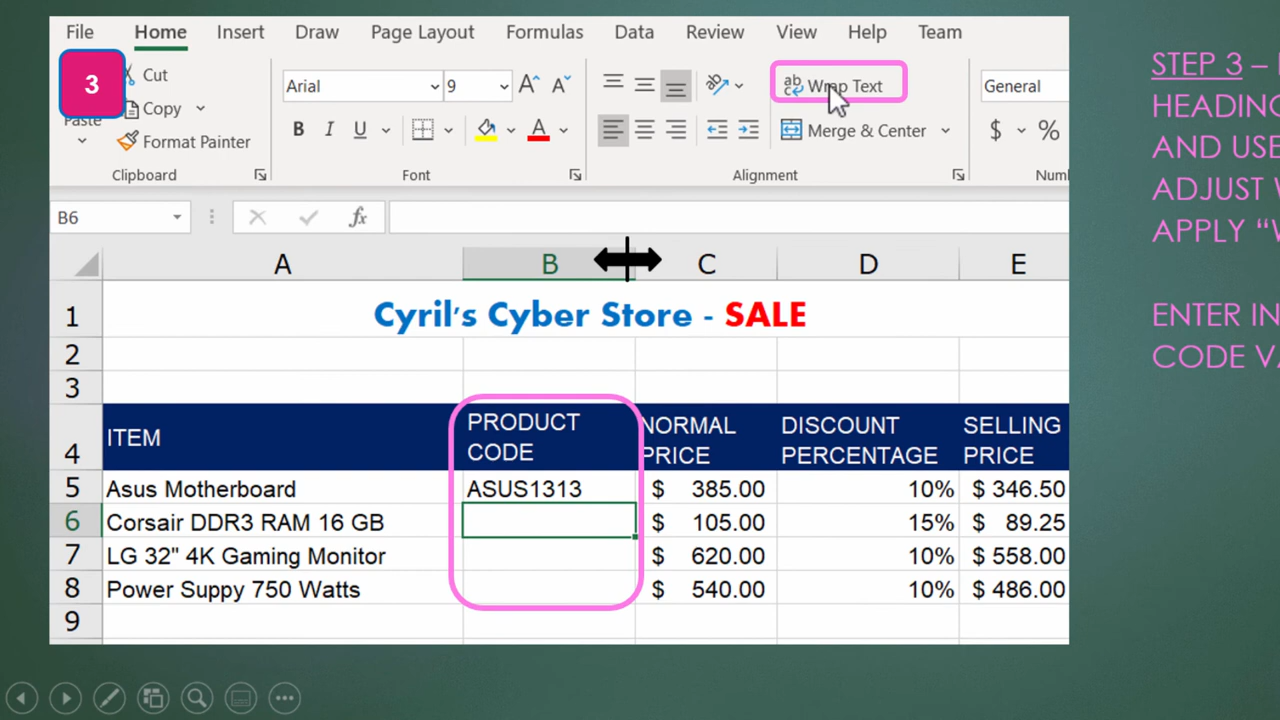 File Home Insert Draw Page Layout Formulas Data Review View Help Team
3
Cut
Copy
Paste
Format Painter
Arial 9
B I U
Wrap Text
Merge & Center
General
$ %
Clipboard Font Alignment
B6 fx
A B C D E
1 Cyril's Cyber Store - SALE
2
3
4 ITEM PRODUCT CODE NORMAL PRICE DISCOUNT PERCENTAGE SELLING PRICE
5 Asus Motherboard ASUS1313 $ 385.00 10% $ 346.50
6 Corsair DDR3 RAM 16 GB $ 105.00 15% $ 89.25
7 LG 32" 4K Gaming Monitor $ 620.00 10% $ 558.00
8 Power Suppy 750 Watts $ 540.00 10% $ 486.00
9
STEP 3 –
HEADING
AND USE
ADJUST
APPLY “
ENTER IN
CODE